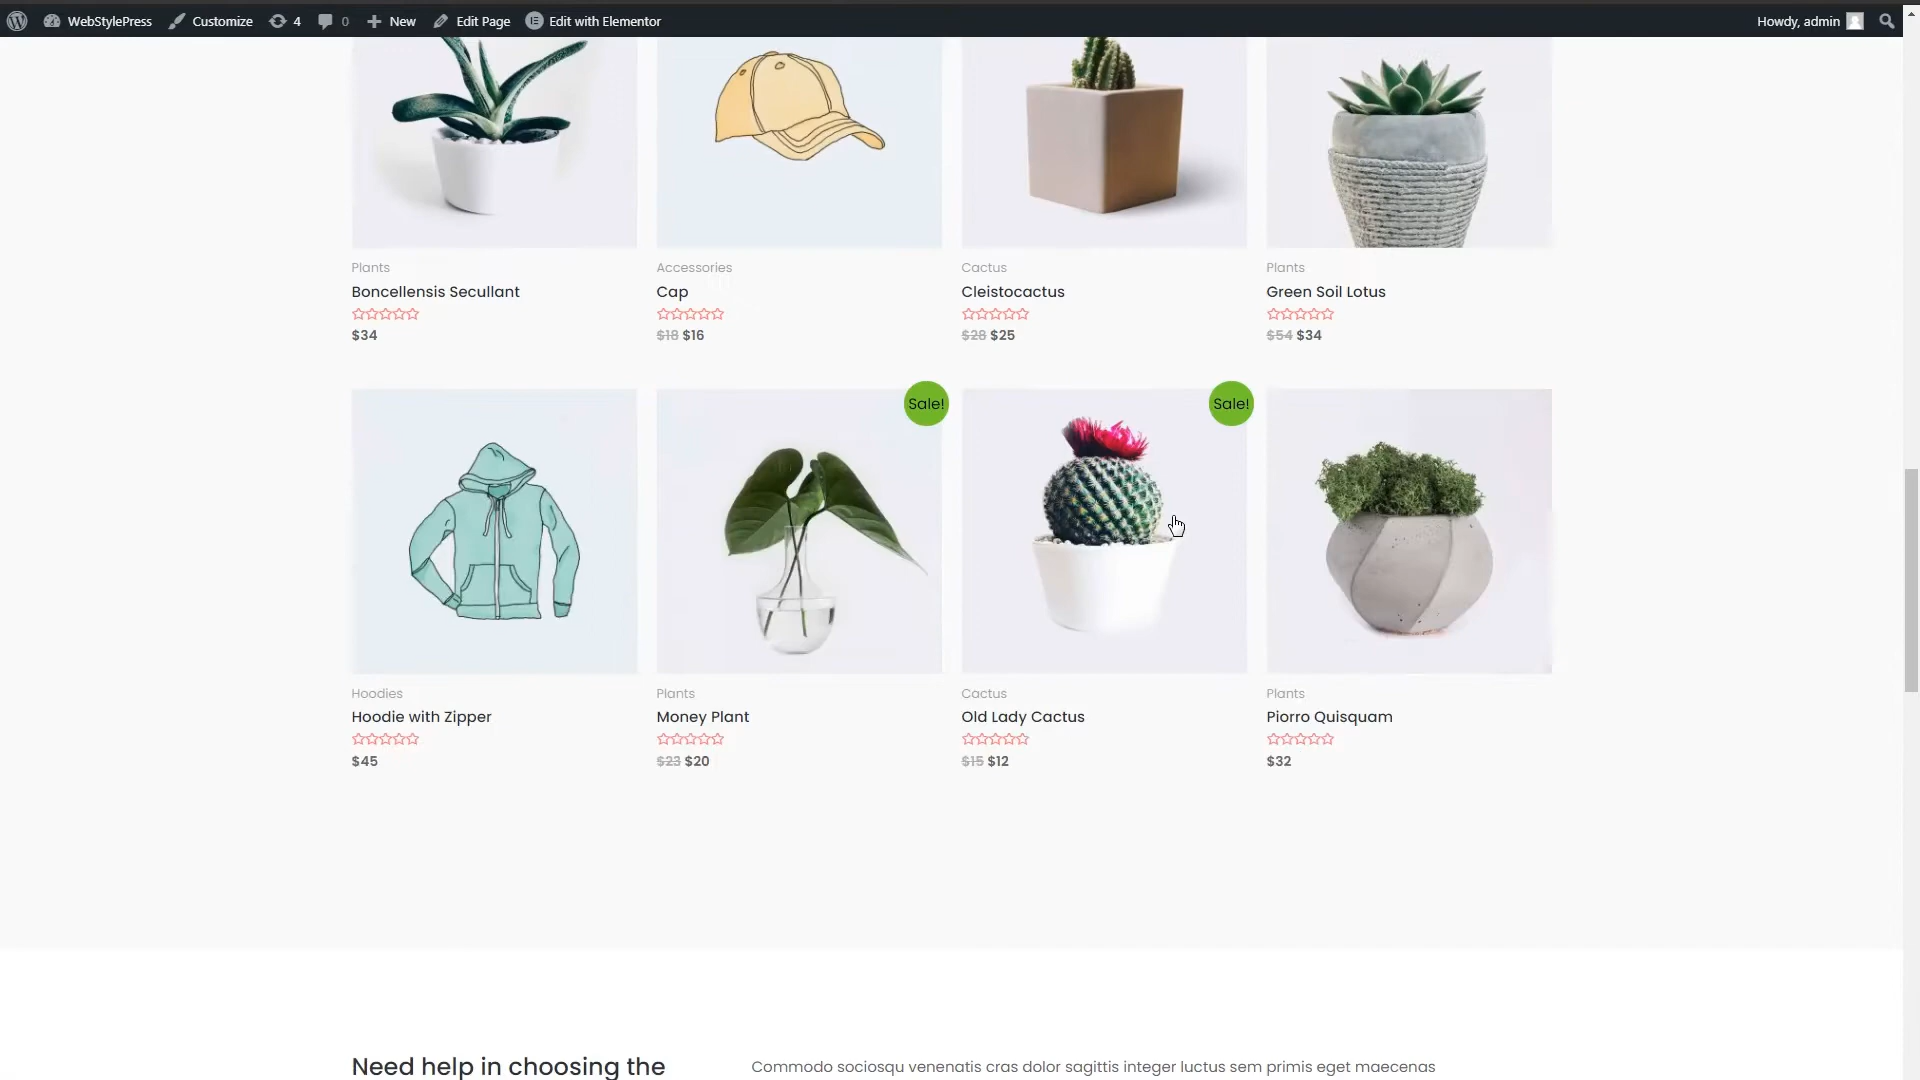 WebStylePress Customize 4 0 New Edit Page Edit with Elementor Howdy, admin
Plants Accessories Cactus Plants
Boncellensis Secullant Cap Cleistocactus Green Soil Lotus
$34 $18 $16 $28 $25 $54 $34
Sale! Sale!
Hoodies Plants Cactus Plants
Hoodie with Zipper Money Plant Old Lady Cactus Piorro Quisquam
$45 $23 $20 $15 $12 $32
Need help in choosing the Commodo sociosqu venenatis cras dolor sagittis integer luctus sem primis eget maecenas